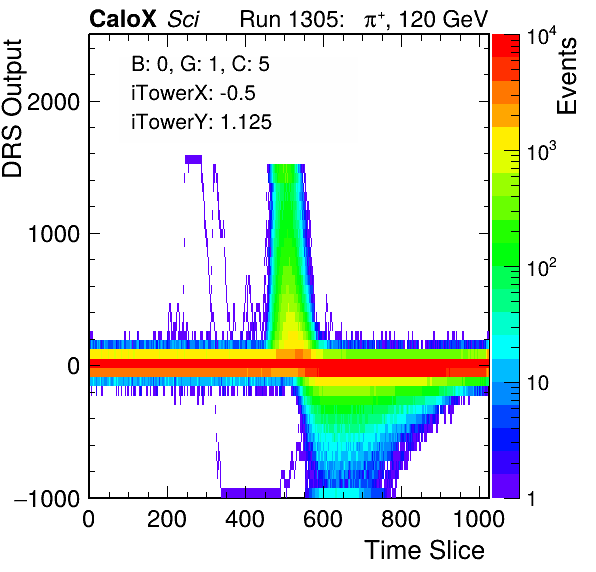 CaloX Sci Run 1305: π⁺, 120 GeV
B: 0, G: 1, C: 5
iTowerX: -0.5
iTowerY: 1.125
DRS Output
2000
1000
0
−1000
0 200 400 600 800 1000
Time Slice
Events
10⁴
10³
10²
10
1